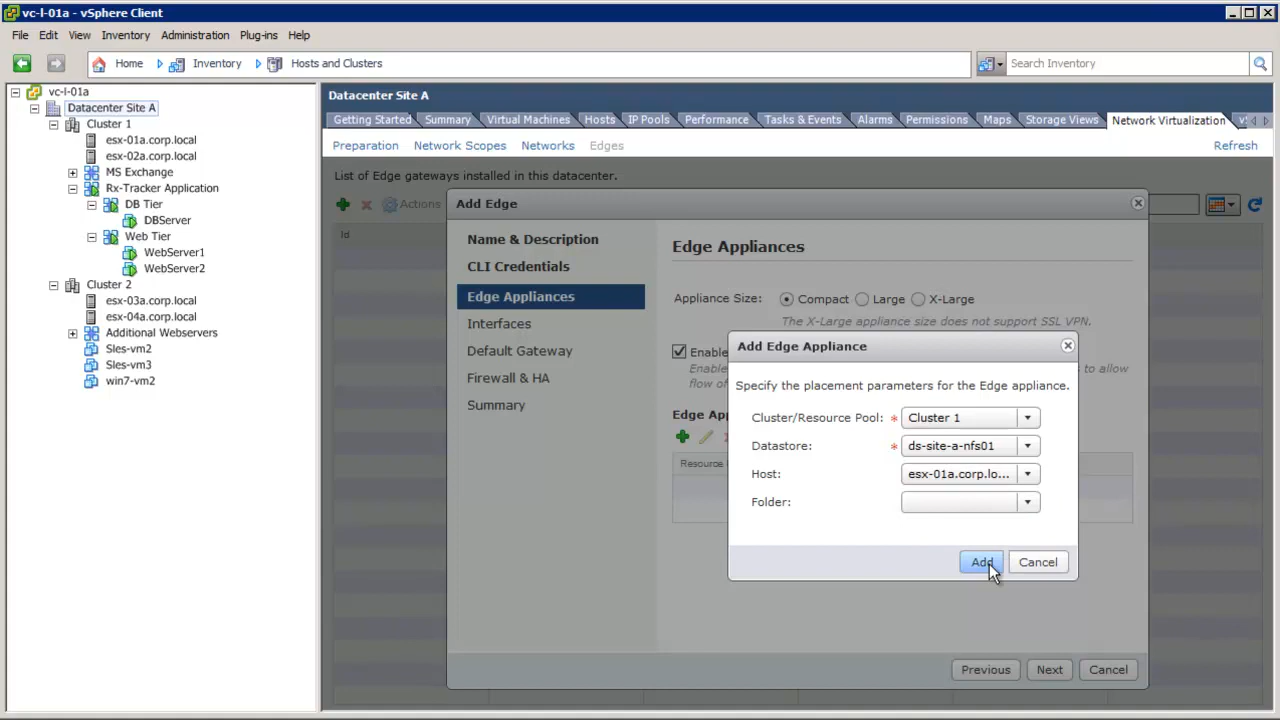 vc-l-01a - vSphere Client
File Edit View Inventory Administration Plug-ins Help
Home Inventory Hosts and Clusters Search Inventory
vc-l-01a
Datacenter Site A
Cluster 1
esx-01a.corp.local
esx-02a.corp.local
MS Exchange
Rx-Tracker Application
DB Tier
DBServer
Web Tier
WebServer1
WebServer2
Cluster 2
esx-03a.corp.local
esx-04a.corp.local
Additional Webservers
Sles-vm2
Sles-vm3
win7-vm2
Datacenter Site A
Getting Started Summary Virtual Machines Hosts IP Pools Performance Tasks & Events Alarms Permissions Maps Storage Views Network Virtualization
Preparation Network Scopes Networks Edges Refresh
List of Edge gateways installed in this datacenter.
Actions
Id
Add Edge
Name & Description
CLI Credentials
Edge Appliances
Interfaces
Default Gateway
Firewall & HA
Summary
Edge Appliances
Appliance Size: Compact Large X-Large
The X-Large appliance size does not support SSL VPN.
Enable
Enable to allow
flow of
Edge Ap
Resource
Add Edge Appliance
Specify the placement parameters for the Edge appliance.
Cluster/Resource Pool: * Cluster 1
Datastore: * ds-site-a-nfs01
Host: esx-01a.corp.lo...
Folder:
Add Cancel
Previous Next Cancel